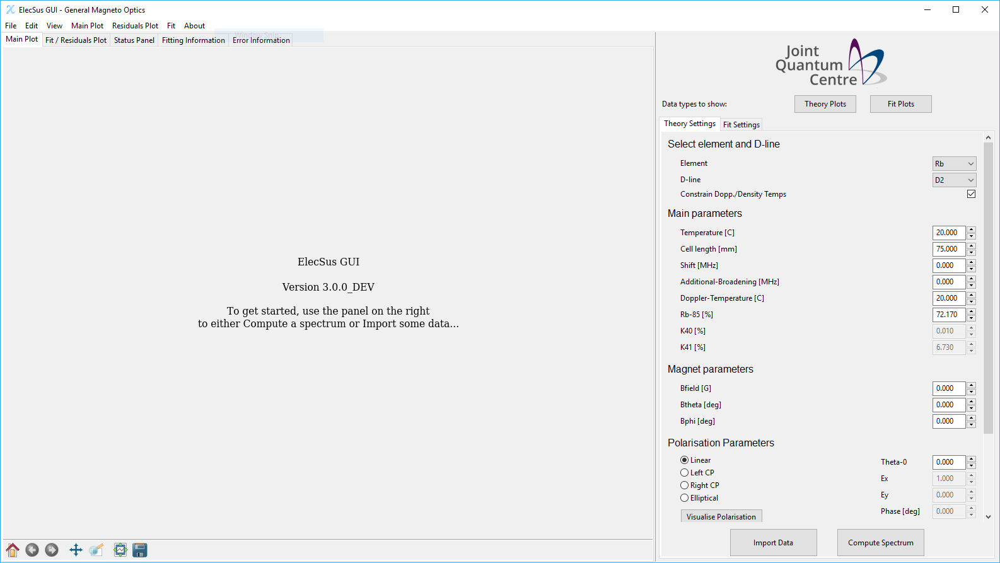 ElecSus GUI - General Magneto Optics
File Edit View Main Plot Residuals Plot Fit About
Window Snip
Main Plot Fit / Residuals Plot Status Panel Fitting Information Error Information
ElecSus GUI
Version 3.0.0_DEV
To get started, use the panel on the right
to either Compute a spectrum or Import some data...
Joint
Quantum
Centre
Data types to show: Theory Plots Fit Plots
Theory Settings Fit Settings
Select element and D-line
Element Rb
D-line D2
Constrain Dopp./Density Temps
Main parameters
Temperature [C] 20.000
Cell length [mm] 75.000
Shift [MHz] 0.000
Additional-Broadening [MHz] 0.000
Doppler-Temperature [C] 20.000
Rb-85 [%] 72.170
K40 [%] 0.010
K41 [%] 6.730
Magnet parameters
Bfield [G] 0.000
Btheta [deg] 0.000
Bphi [deg] 0.000
Polarisation Parameters
Linear Theta-0 0.000
Left CP Ex 1.000
Right CP Ey 0.000
Elliptical Phase [deg] 0.000
Visualise Polarisation
Import Data Compute Spectrum